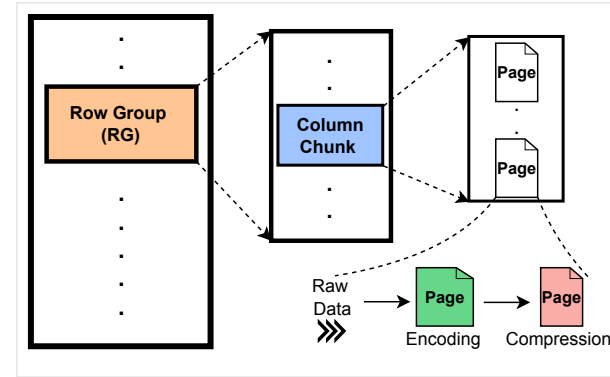 Row Group
(RG)
Column
Chunk
Page
Page
Raw
Data
Page
Encoding
Page
Compression